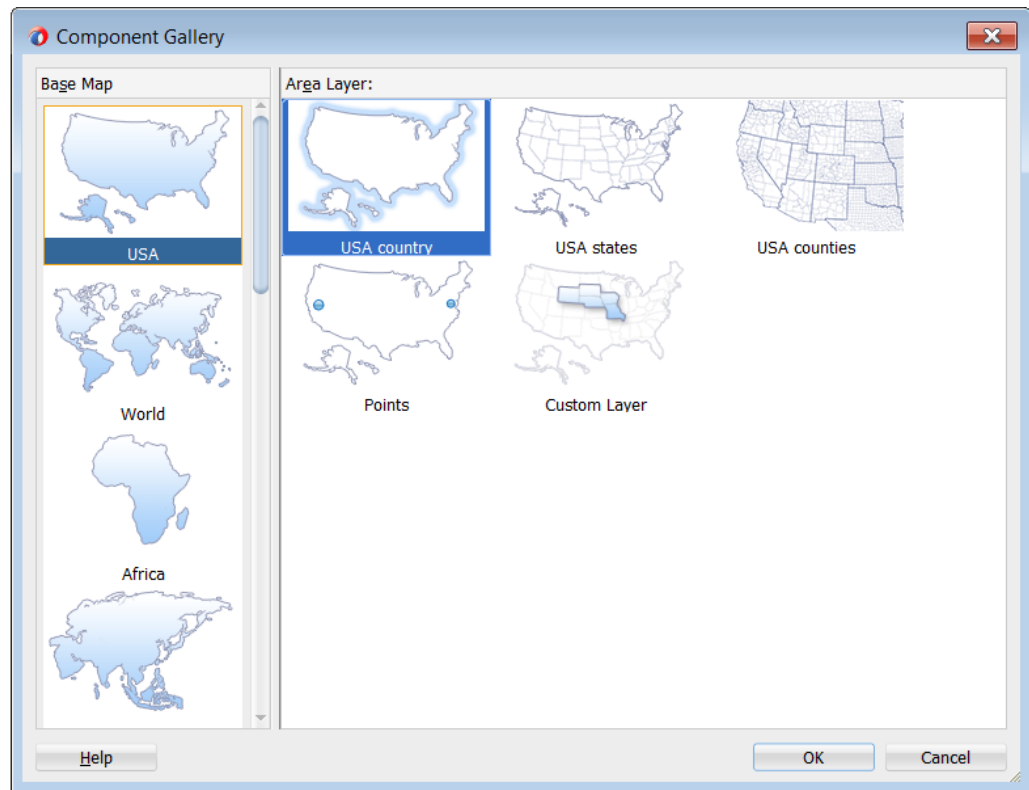 Component Gallery
Base Map
USA
World
Africa
Area Layer:
USA country
USA states
USA counties
Points
Custom Layer
Help
OK
Cancel